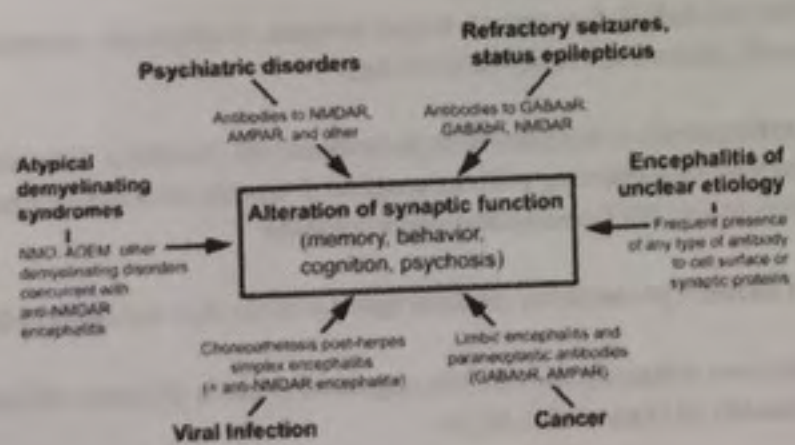 Refractory seizures,
status epilepticus
Psychiatric disorders
Antibodies to NMDAR,
AMPAR, and other
Antibodies to GABAaR,
GABAbR, NMDAR
Atypical
demyelinating
syndromes
NMO, ADEM, other
demyelinating disorders
concurrent with
anti-NMDAR
encephalitis
Encephalitis of
unclear etiology
Frequent presence
of any type of antibody
to cell surface or
synaptic proteins
Alteration of synaptic function
(memory, behavior,
cognition, psychosis)
Choreoathetosis post-herpes
simplex encephalitis
(= anti-NMDAR encephalitis)
Viral Infection
Limbic encephalitis and
paraneoplastic antibodies
(GABAbR, AMPAR)
Cancer